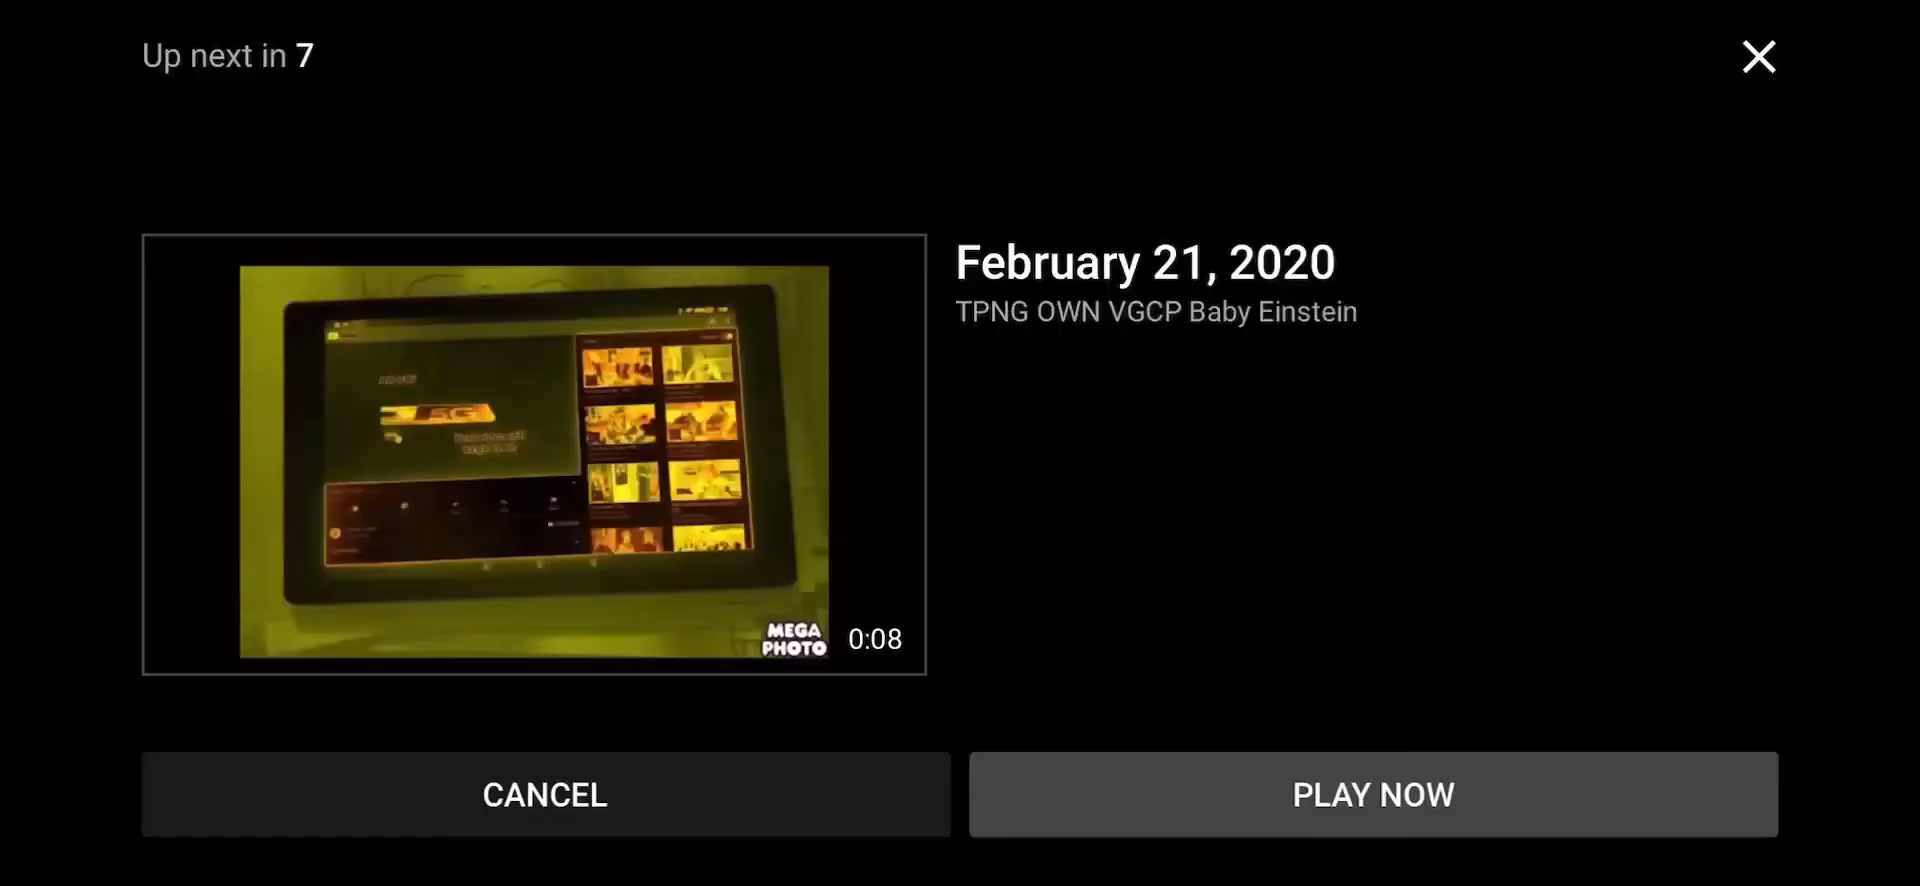 Up next in 7
February 21, 2020
TPNG OWN VGCP Baby Einstein
5G
MEGA
PHOTO
0:08
CANCEL
PLAY NOW